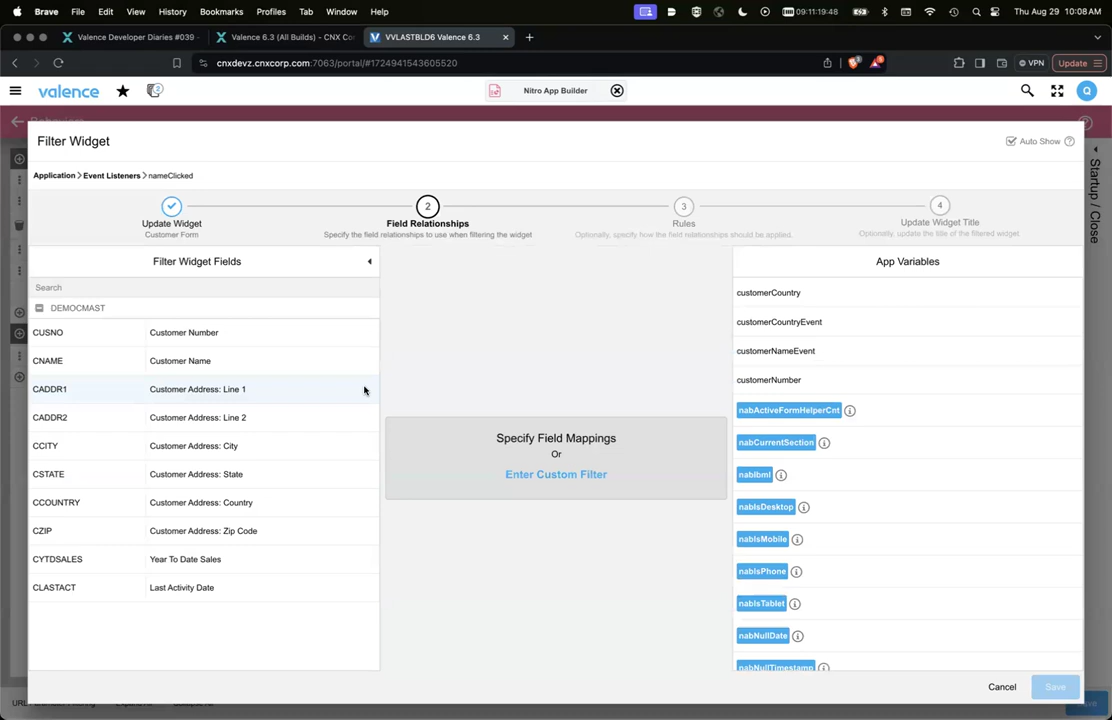 Brave File Edit View History Bookmarks Profiles Tab Window Help 09:11:19:48 Thu Aug 29 10:08 AM
Valence Developer Diaries #039 -
Valence 6.3 (All Builds) - CNX Co
VVLASTBLD6 Valence 6.3
cnxdevz.cnxcorp.com:7063/portal/#1724941543605520
VPN
Update
valence
Nitro App Builder
Q
Filter Widget
Auto Show
Application > Event Listeners > nameClicked
2
3
4
Update Widget
Customer Form
Field Relationships
Specify the field relationships to use when filtering the widget
Rules
Optionally, specify how the field relationships should be applied.
Update Widget Title
Optionally, update the title of the filtered widget.
Startup / Close
Filter Widget Fields
Search
DEMOCMAST
CUSNO Customer Number
CNAME Customer Name
CADDR1 Customer Address: Line 1
CADDR2 Customer Address: Line 2
CCITY Customer Address: City
CSTATE Customer Address: State
CCOUNTRY Customer Address: Country
CZIP Customer Address: Zip Code
CYTDSALES Year To Date Sales
CLASTACT Last Activity Date
Specify Field Mappings
Or
Enter Custom Filter
App Variables
customerCountry
customerCountryEvent
customerNameEvent
customerNumber
nabActiveFormHelperCnt
nabCurrentSection
nabIbmI
nabIsDesktop
nabIsMobile
nabIsPhone
nabIsTablet
nabNullDate
nabNullTimestamp
Cancel
Save